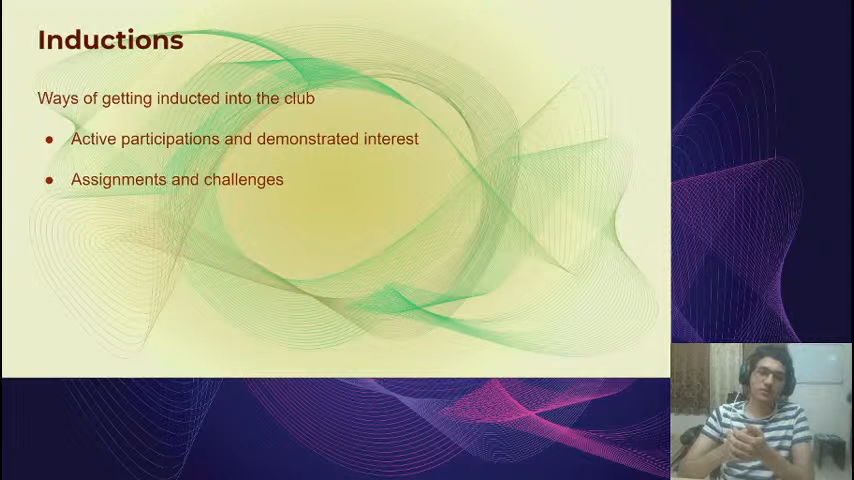 Inductions
Ways of getting inducted into the club
● Active participations and demonstrated interest
● Assignments and challenges